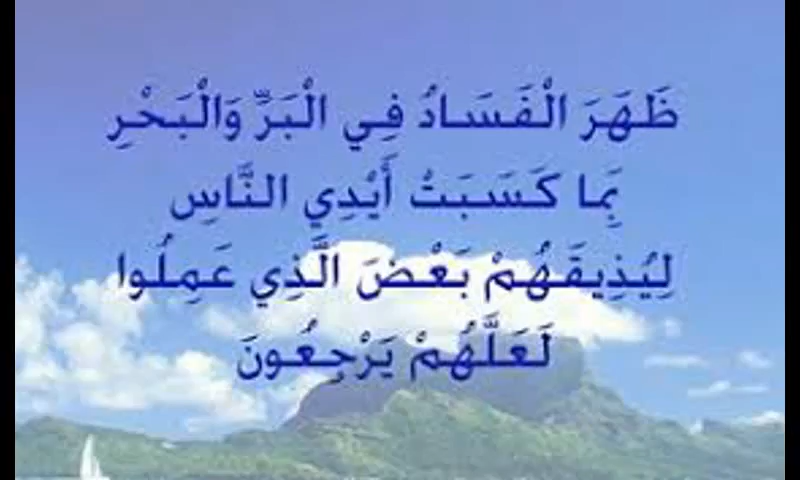 ظَهَرَ الْفَسَادُ فِي الْبَرِّ وَالْبَحْرِ
بِمَا كَسَبَتْ أَيْدِي النَّاسِ
لِيُذِيقَهُمْ بَعْضَ الَّذِي عَمِلُوا
لَعَلَّهُمْ يَرْجِعُونَ